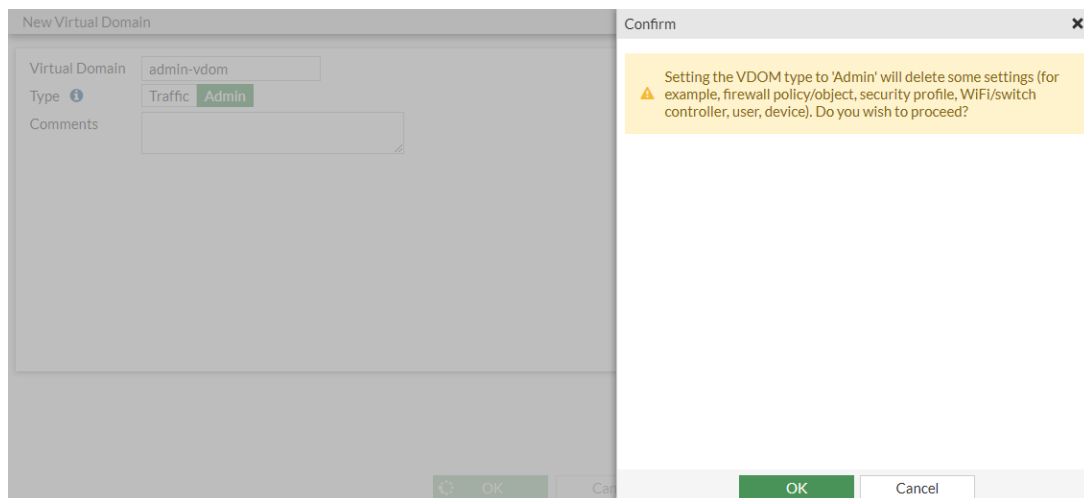 New Virtual Domain
Virtual Domain admin-vdom
Type Traffic Admin
Comments
OK
Confirm
Setting the VDOM type to 'Admin' will delete some settings (for
example, firewall policy/object, security profile, WiFi/switch
controller, user, device). Do you wish to proceed?
OK Cancel